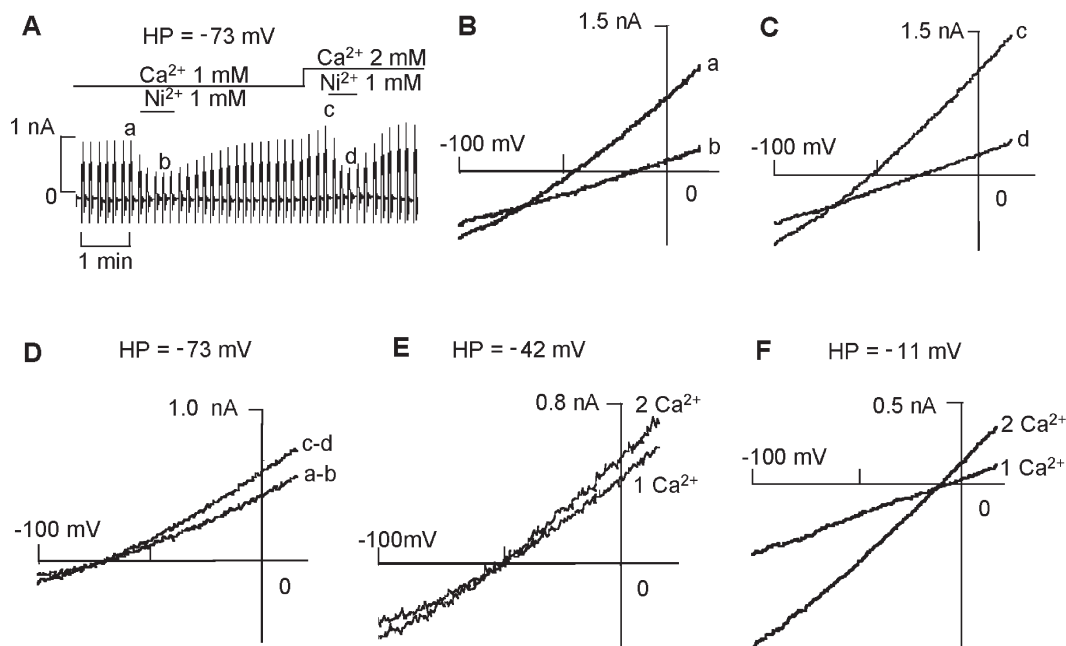 A
HP = -73 mV
Ca²⁺ 1 mM
Ni²⁺ 1 mM
Ca²⁺ 2 mM
Ni²⁺ 1 mM
1 nA
0
a
b
c
d
1 min
B
1.5 nA
a
b
-100 mV
0
C
1.5 nA
c
d
-100 mV
0
D
HP = -73 mV
1.0 nA
c-d
a-b
-100 mV
0
E
HP = -42 mV
0.8 nA
2 Ca²⁺
1 Ca²⁺
-100mV
0
F
HP = -11 mV
0.5 nA
2 Ca²⁺
-100 mV
1 Ca²⁺
0